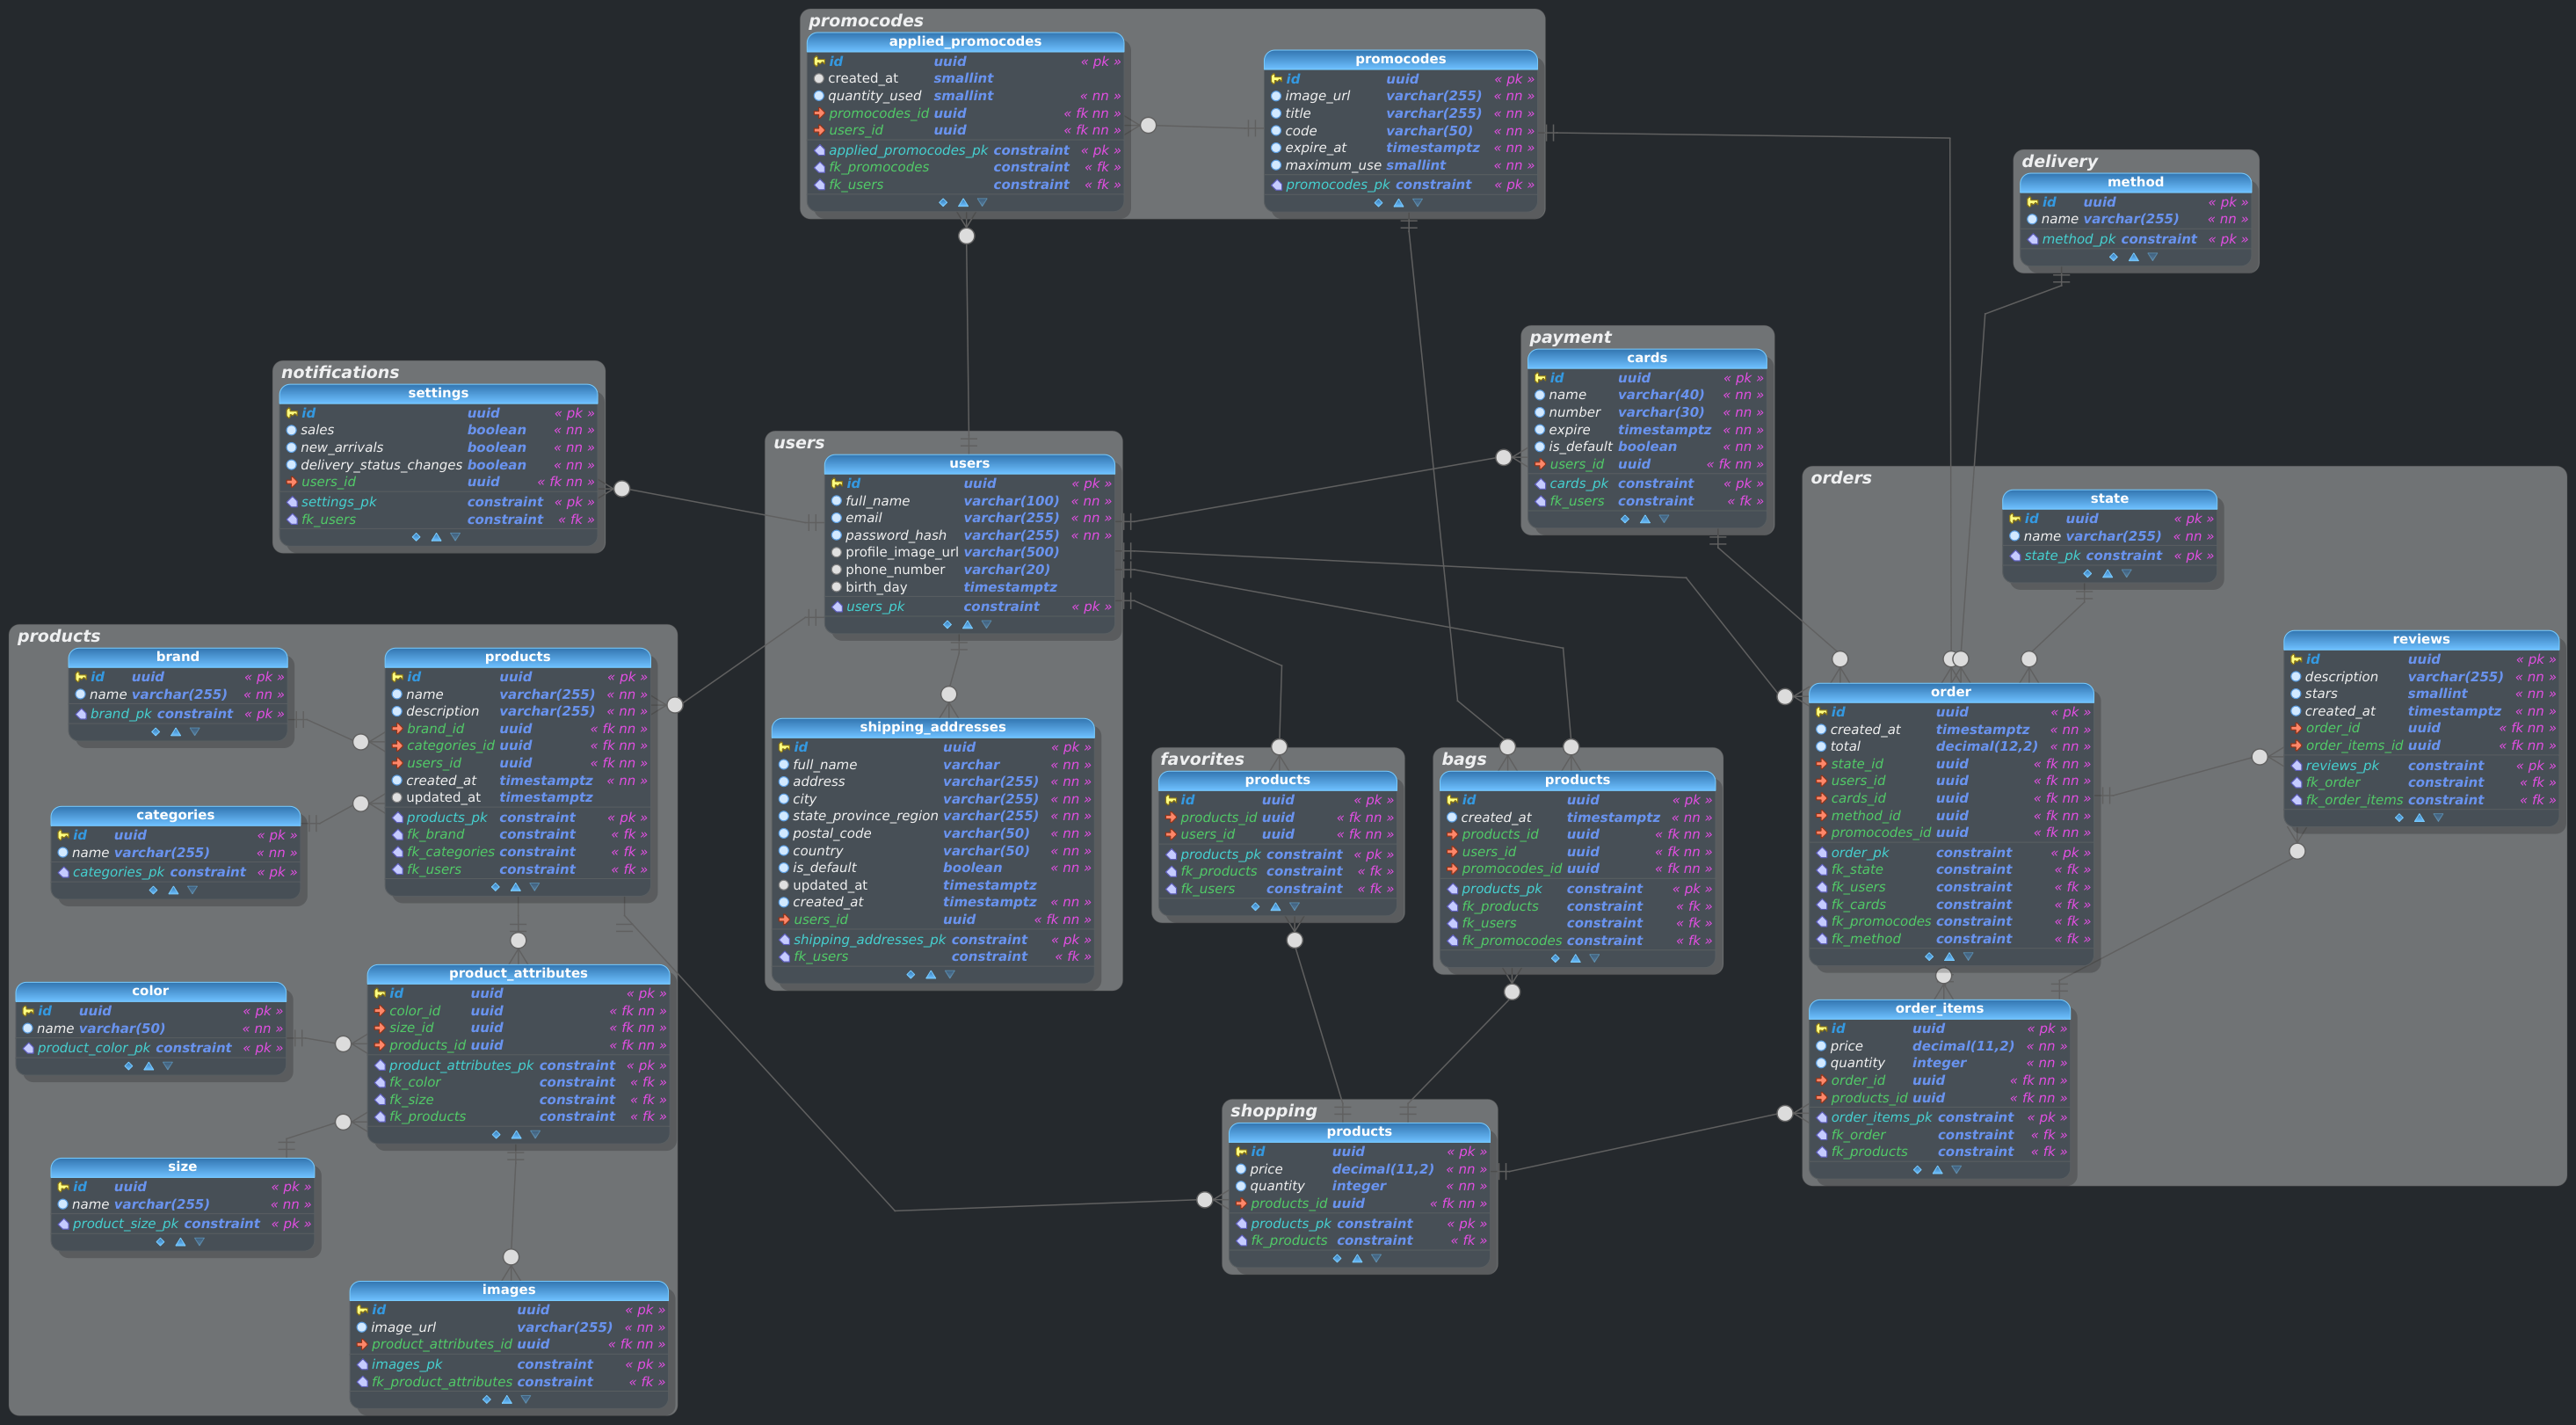 promocodes
applied_promocodes
id uuid « pk »
created_at smallint
quantity_used smallint « nn »
promocodes_id uuid « fk nn »
users_id uuid « fk nn »
applied_promocodes_pk constraint « pk »
fk_promocodes constraint « fk »
fk_users constraint « fk »
promocodes
id uuid « pk »
image_url varchar(255) « nn »
title varchar(255) « nn »
code varchar(50) « nn »
expire_at timestamptz « nn »
maximum_use smallint « nn »
promocodes_pk constraint « pk »
delivery
method
id uuid « pk »
name varchar(255) « nn »
method_pk constraint « pk »
payment
cards
id uuid « pk »
name varchar(40) « nn »
number varchar(30) « nn »
expire timestamptz « nn »
is_default boolean « nn »
users_id uuid « fk nn »
cards_pk constraint « pk »
fk_users constraint « fk »
notifications
settings
id uuid « pk »
sales boolean « nn »
new_arrivals boolean « nn »
delivery_status_changes boolean « nn »
users_id uuid « fk nn »
settings_pk constraint « pk »
fk_users constraint « fk »
users
users
id uuid « pk »
full_name varchar(100) « nn »
email varchar(255) « nn »
password_hash varchar(255) « nn »
profile_image_url varchar(500)
phone_number varchar(20)
birth_day timestamptz
users_pk constraint « pk »
shipping_addresses
id uuid « pk »
full_name varchar « nn »
address varchar(255) « nn »
city varchar(255) « nn »
state_province_region varchar(255) « nn »
postal_code varchar(50) « nn »
country varchar(50) « nn »
is_default boolean « nn »
updated_at timestamptz
created_at timestamptz « nn »
users_id uuid « fk nn »
shipping_addresses_pk constraint « pk »
fk_users constraint « fk »
orders
state
id uuid « pk »
name varchar(255) « nn »
state_pk constraint « pk »
reviews
id uuid « pk »
description varchar(255) « nn »
stars smallint « nn »
created_at timestamptz « nn »
order_id uuid « fk nn »
order_items_id uuid « fk nn »
reviews_pk constraint « pk »
fk_order constraint « fk »
fk_order_items constraint « fk »
order
id uuid « pk »
created_at timestamptz « nn »
total decimal(12,2) « nn »
state_id uuid « fk nn »
users_id uuid « fk nn »
cards_id uuid « fk nn »
method_id uuid « fk nn »
promocodes_id uuid « fk nn »
order_pk constraint « pk »
fk_state constraint « fk »
fk_users constraint « fk »
fk_cards constraint « fk »
fk_promocodes constraint « fk »
fk_method constraint « fk »
order_items
id uuid « pk »
price decimal(11,2) « nn »
quantity integer « nn »
order_id uuid « fk nn »
products_id uuid « fk nn »
order_items_pk constraint « pk »
fk_order constraint « fk »
fk_products constraint « fk »
products
brand
id uuid « pk »
name varchar(255) « nn »
brand_pk constraint « pk »
products
id uuid « pk »
name varchar(255) « nn »
description varchar(255) « nn »
brand_id uuid « fk nn »
categories_id uuid « fk nn »
users_id uuid « fk nn »
created_at timestamptz « nn »
updated_at timestamptz
products_pk constraint « pk »
fk_brand constraint « fk »
fk_categories constraint « fk »
fk_users constraint « fk »
categories
id uuid « pk »
name varchar(255) « nn »
categories_pk constraint « pk »
product_attributes
id uuid « pk »
color_id uuid « fk nn »
size_id uuid « fk nn »
products_id uuid « fk nn »
product_attributes_pk constraint « pk »
fk_color constraint « fk »
fk_size constraint « fk »
fk_products constraint « fk »
color
id uuid « pk »
name varchar(50) « nn »
product_color_pk constraint « pk »
size
id uuid « pk »
name varchar(255) « nn »
product_size_pk constraint « pk »
images
id uuid « pk »
image_url varchar(255) « nn »
product_attributes_id uuid « fk nn »
images_pk constraint « pk »
fk_product_attributes constraint « fk »
favorites
products
id uuid « pk »
products_id uuid « fk nn »
users_id uuid « fk nn »
products_pk constraint « pk »
fk_products constraint « fk »
fk_users constraint « fk »
bags
products
id uuid « pk »
created_at timestamptz « nn »
products_id uuid « fk nn »
users_id uuid « fk nn »
promocodes_id uuid « fk nn »
products_pk constraint « pk »
fk_products constraint « fk »
fk_users constraint « fk »
fk_promocodes constraint « fk »
shopping
products
id uuid « pk »
price decimal(11,2) « nn »
quantity integer « nn »
products_id uuid « fk nn »
products_pk constraint « pk »
fk_products constraint « fk »